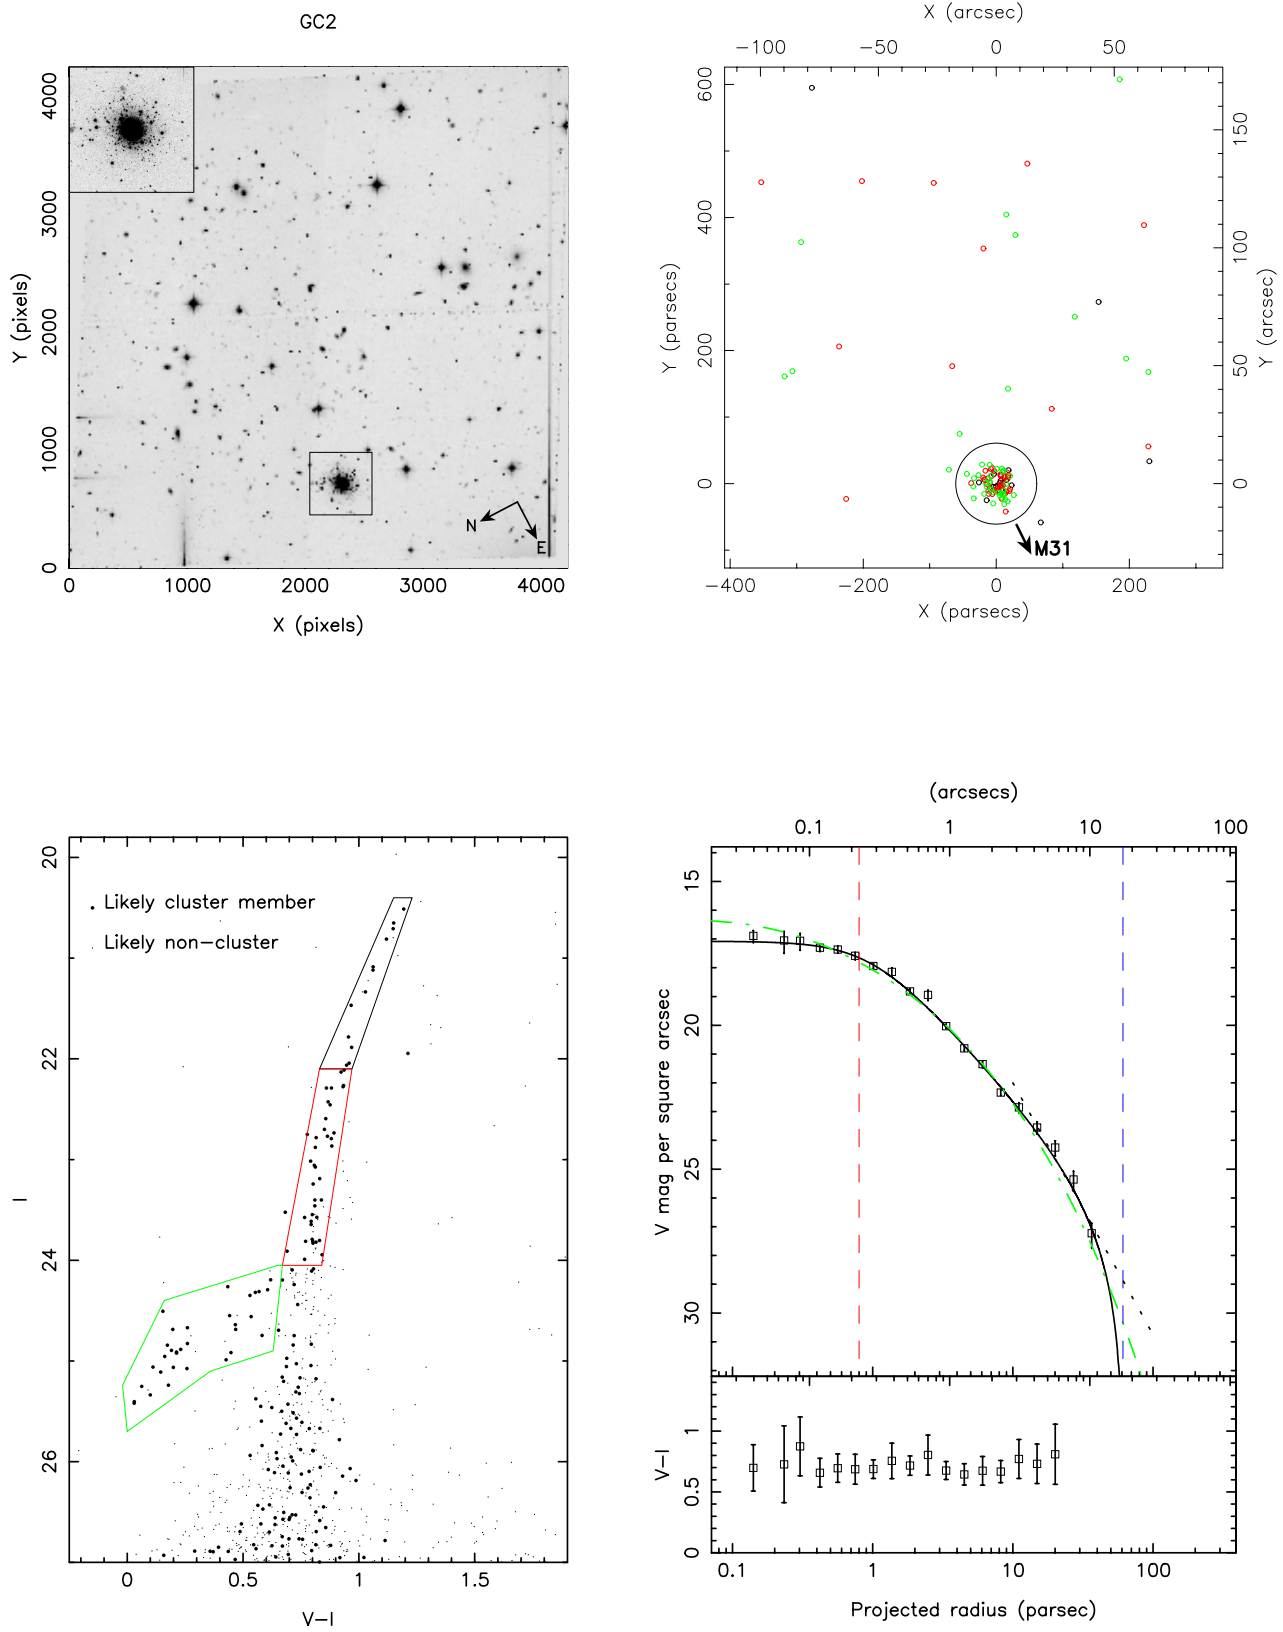 GC2
Y (pixels)
4000
3000
2000
1000
0
N
E
0 1000 2000 3000 4000
X (pixels)
X (arcsec)
−100 −50 0 50
Y (parsecs)
600
400
200
0
150
100
50
0
Y (arcsec)
M31
−400 −200 0 200
X (parsecs)
I
20
22
24
26
Likely cluster member
Likely non−cluster
0 0.5 1 1.5
V−I
(arcsecs)
0.1 1 10 100
V mag per square arcsec
15
20
25
30
V−I
1
0.5
0
0.1 1 10 100
Projected radius (parsec)